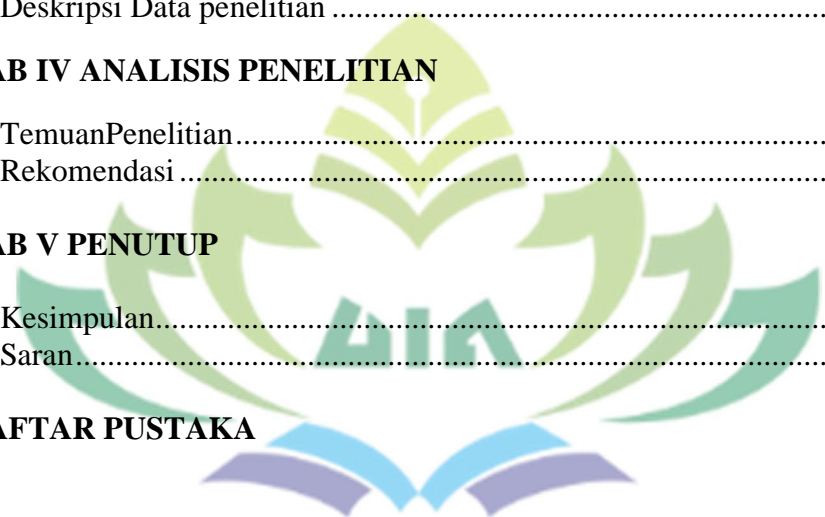 Deskripsi Data penelitian ................................................................
AB IV ANALISIS PENELITIAN
TemuanPenelitian................................................................
Rekomendasi ................................................................
AB V PENUTUP
Kesimpulan................................................................
Saran................................................................
AFTAR PUSTAKA